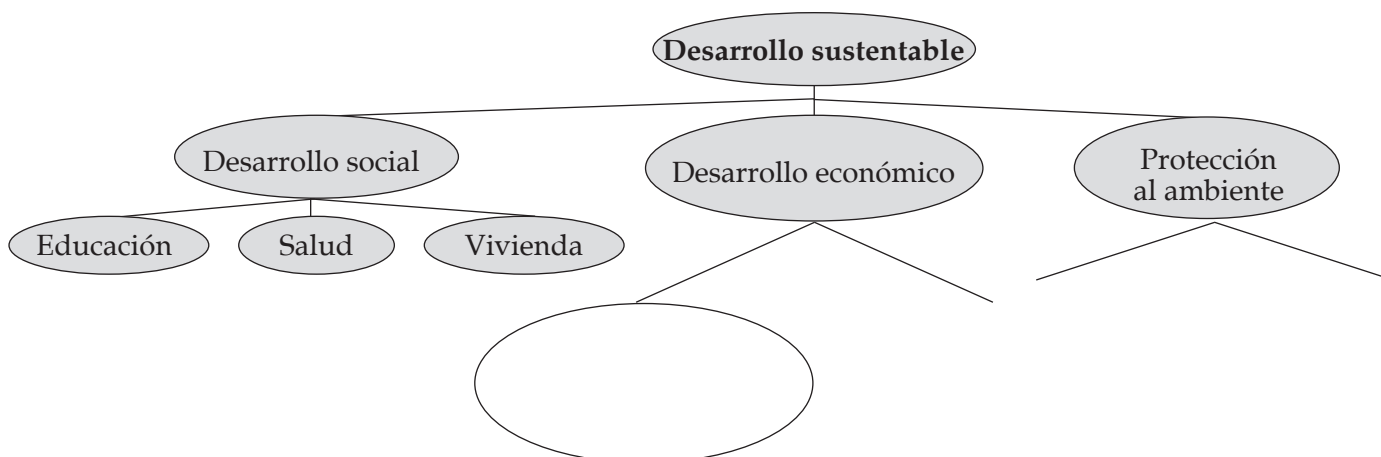 Desarrollo sustentable
Desarrollo social
Desarrollo económico
Protección
al ambiente
Educación
Salud
Vivienda